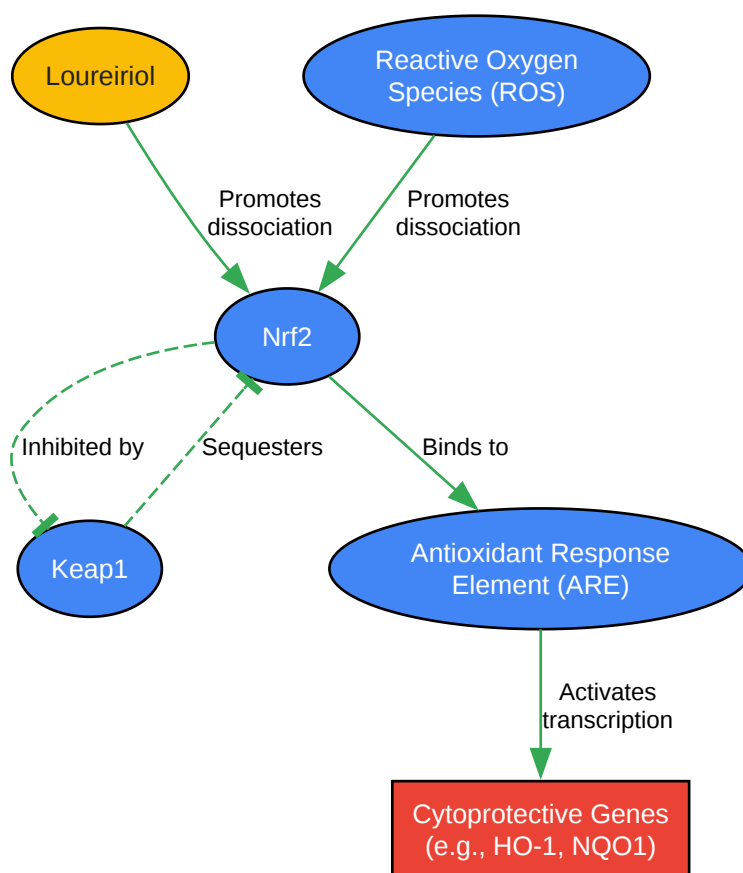 Loureiriol
Reactive Oxygen
Species (ROS)
Promotes
dissociation
Promotes
dissociation
Nrf2
Inhibited by
Sequesters
Binds to
Keap1
Antioxidant Response
Element (ARE)
Activates
transcription
Cytoprotective Genes
(e.g., HO-1, NQO1)